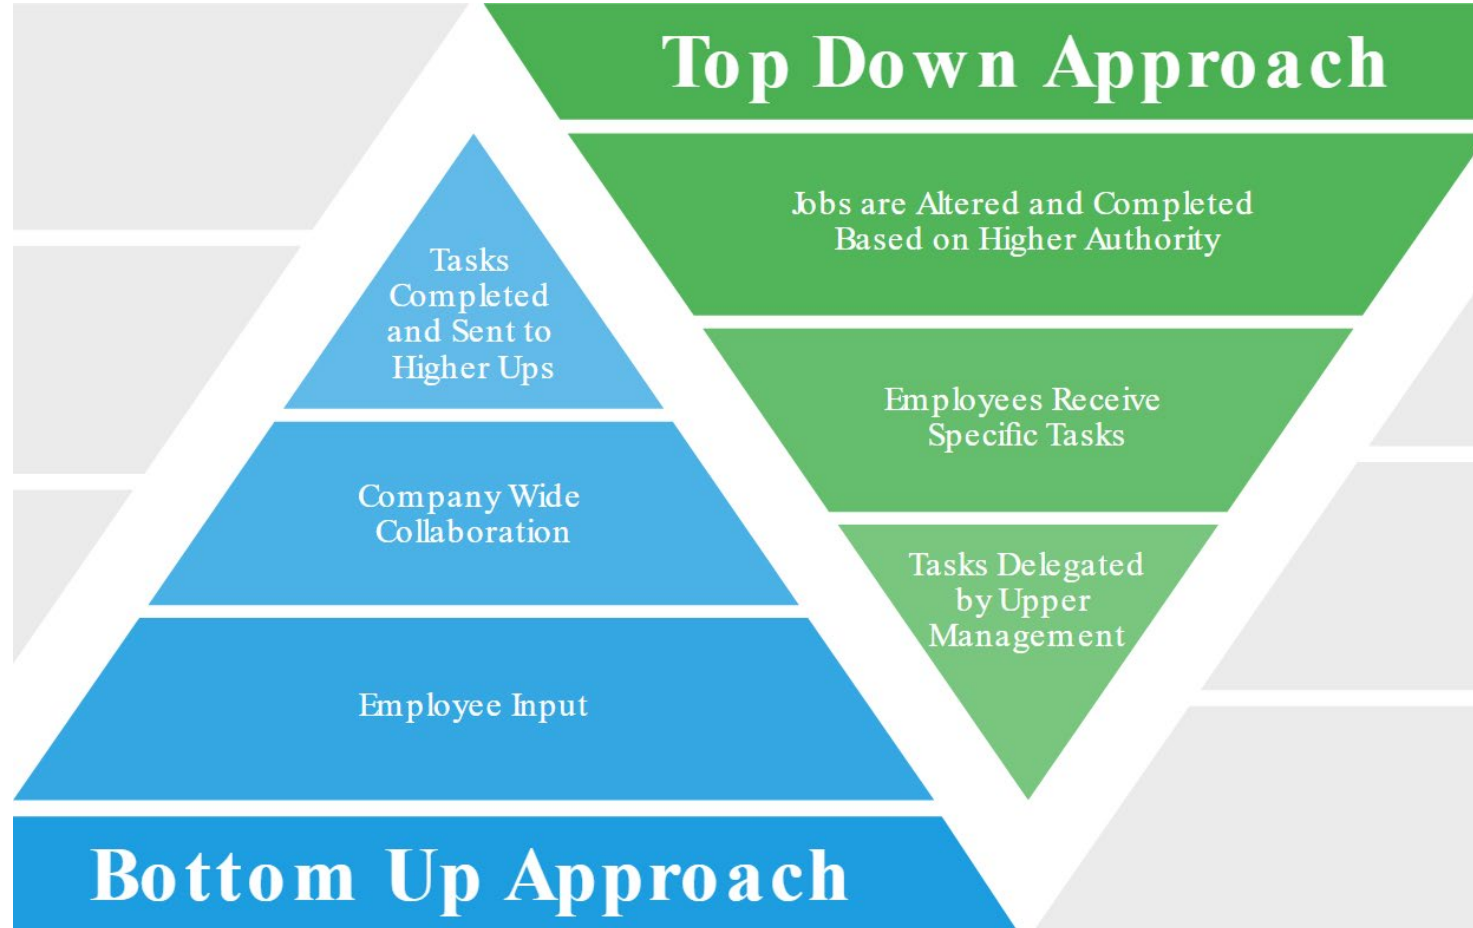 Top Down Approach
Jobs are Altered and Completed
Based on Higher Authority
Employees Receive
Specific Tasks
Tasks Delegated
by Upper
Management
Tasks
Completed
and Sent to
Higher Ups
Company Wide
Collaboration
Employee Input
Bottom Up Approach